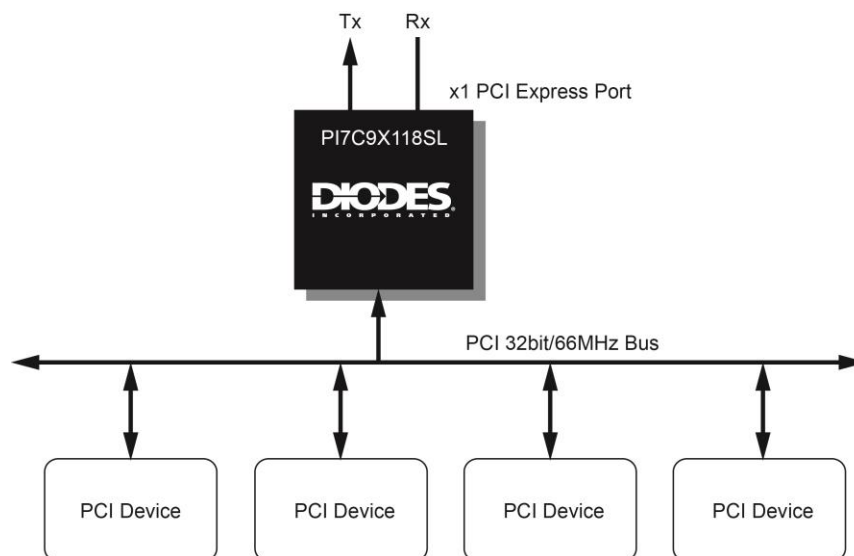 Tx
Rx
x1 PCI Express Port
PI7C9X118SL
DIODES®
INCORPORATED
PCI 32bit/66MHz Bus
PCI Device
PCI Device
PCI Device
PCI Device